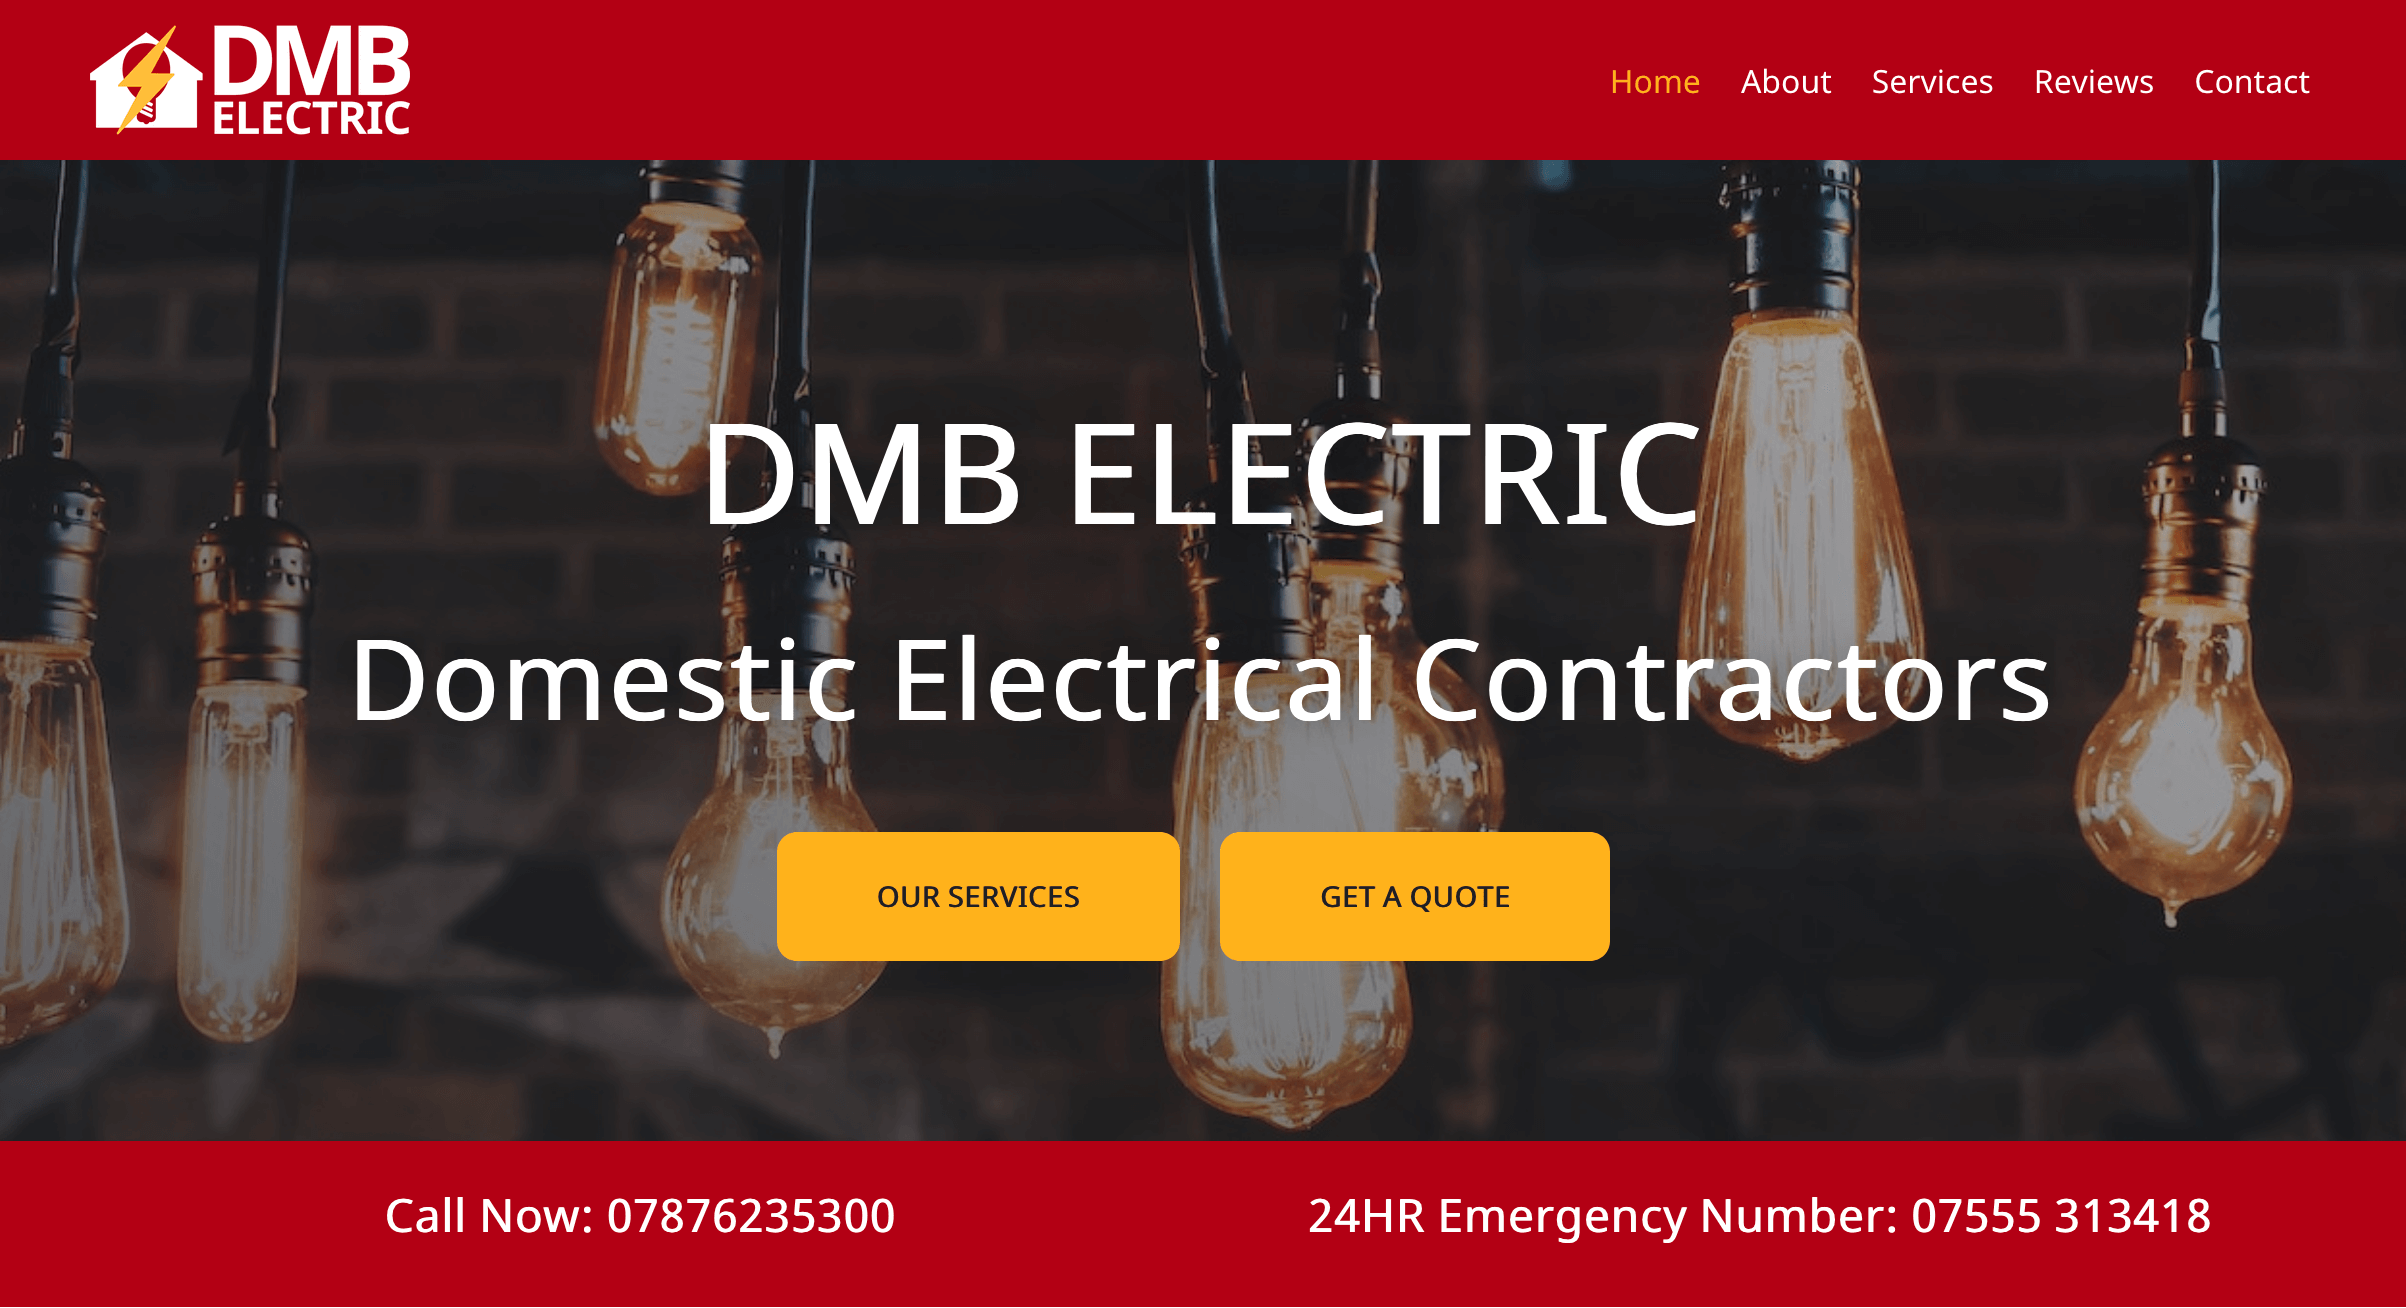 DMB
ELECTRIC
Home About Services Reviews Contact
DMB ELECTRIC
Domestic Electrical Contractors
OUR SERVICES GET A QUOTE
Call Now: 07876235300 24HR Emergency Number: 07555 313418